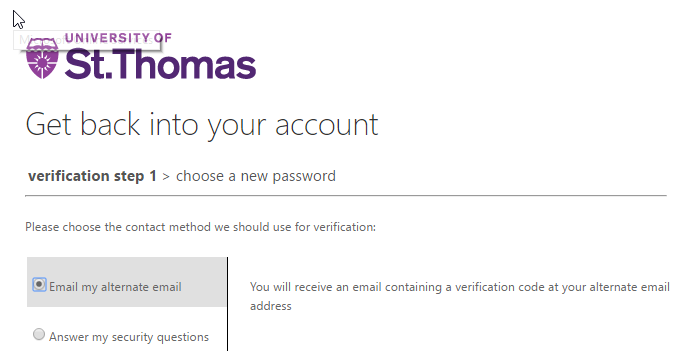 UNIVERSITY OF
St.Thomas
Get back into your account
verification step 1 > choose a new password
Please choose the contact method we should use for verification:
Email my alternate email
You will receive an email containing a verification code at your alternate email
address
Answer my security questions